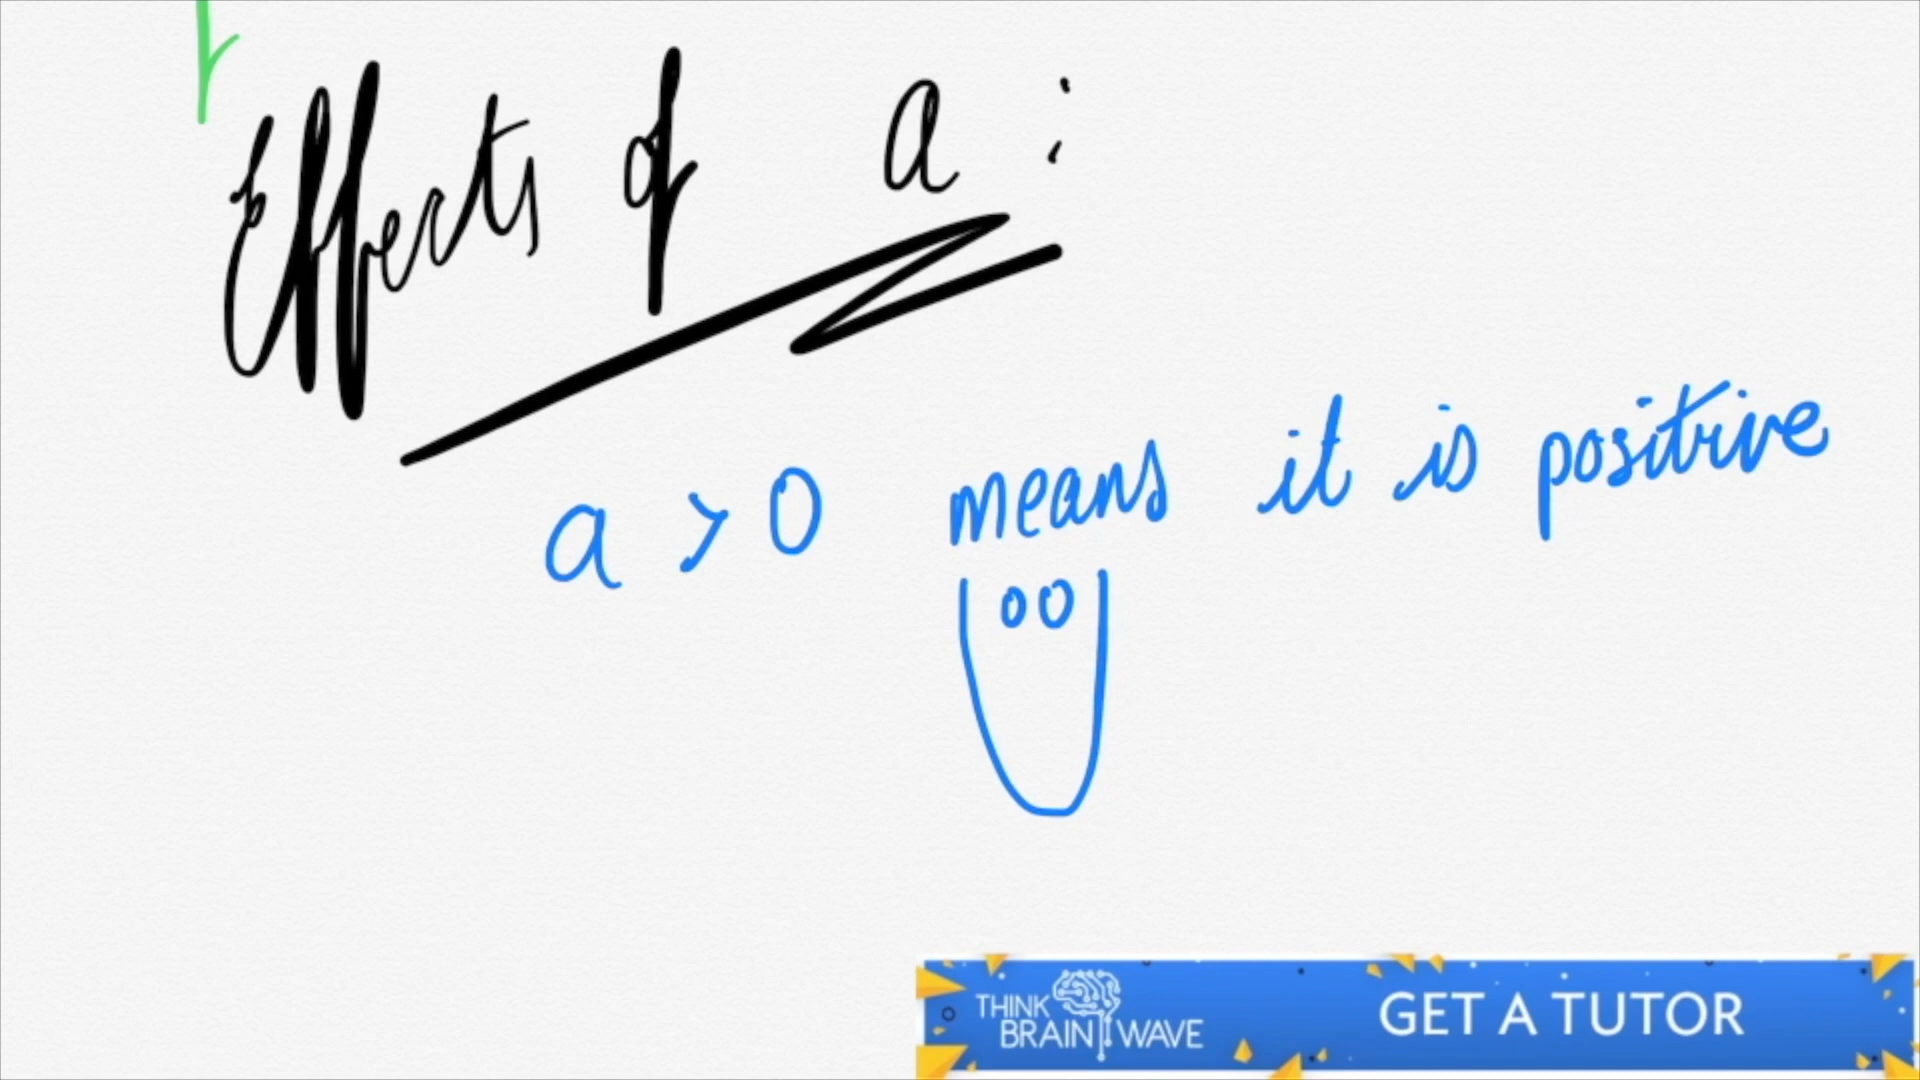 Effects of a :
a > 0 means it is positive
THINK
BRAIN WAVE
GET A TUTOR